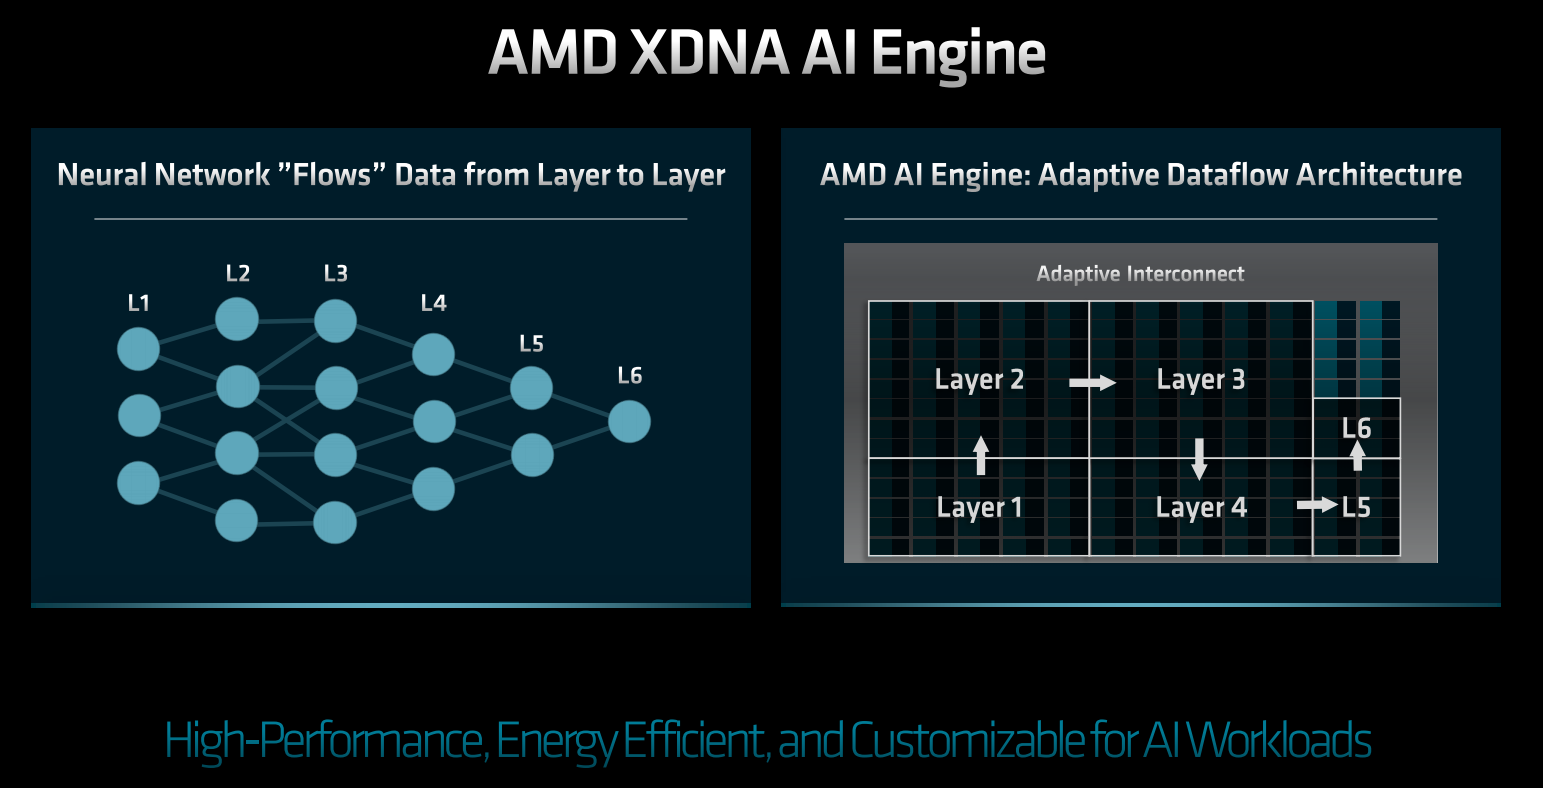 AMD XDNA AI Engine
Neural Network ”Flows” Data from Layer to Layer
L1
L2
L3
L4
L5
L6
AMD AI Engine: Adaptive Dataflow Architecture
Adaptive Interconnect
Layer 2
Layer 3
L6
Layer 1
Layer 4
L5
High-Performance, Energy Efficient, and Customizable for AI Workloads